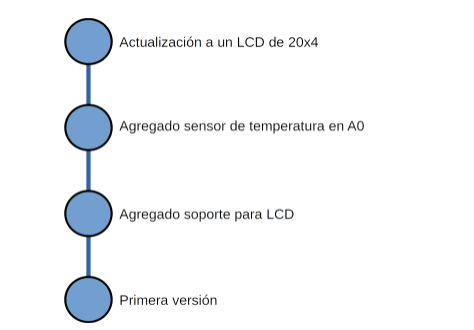 Actualización a un LCD de 20x4
Agregado sensor de temperatura en A0
Agregado soporte para LCD
Primera versión